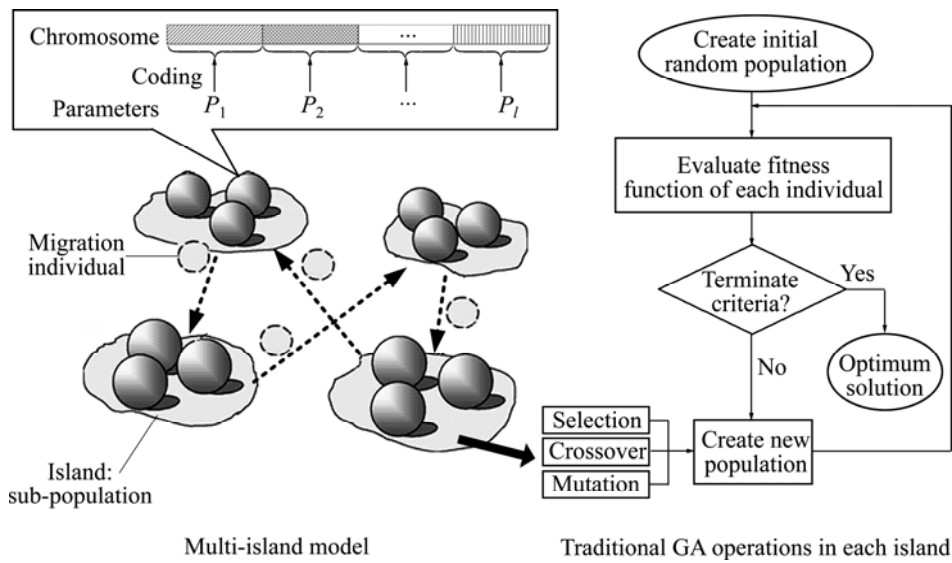 Chromosome
...
Coding
Parameters
P1
P2
...
Pl
Migration
individual
Island:
sub-population
Multi-island model
Create initial
random population
Evaluate fitness
function of each individual
Terminate
criteria?
Yes
No
Optimum
solution
Selection
Crossover
Mutation
Create new
population
Traditional GA operations in each island